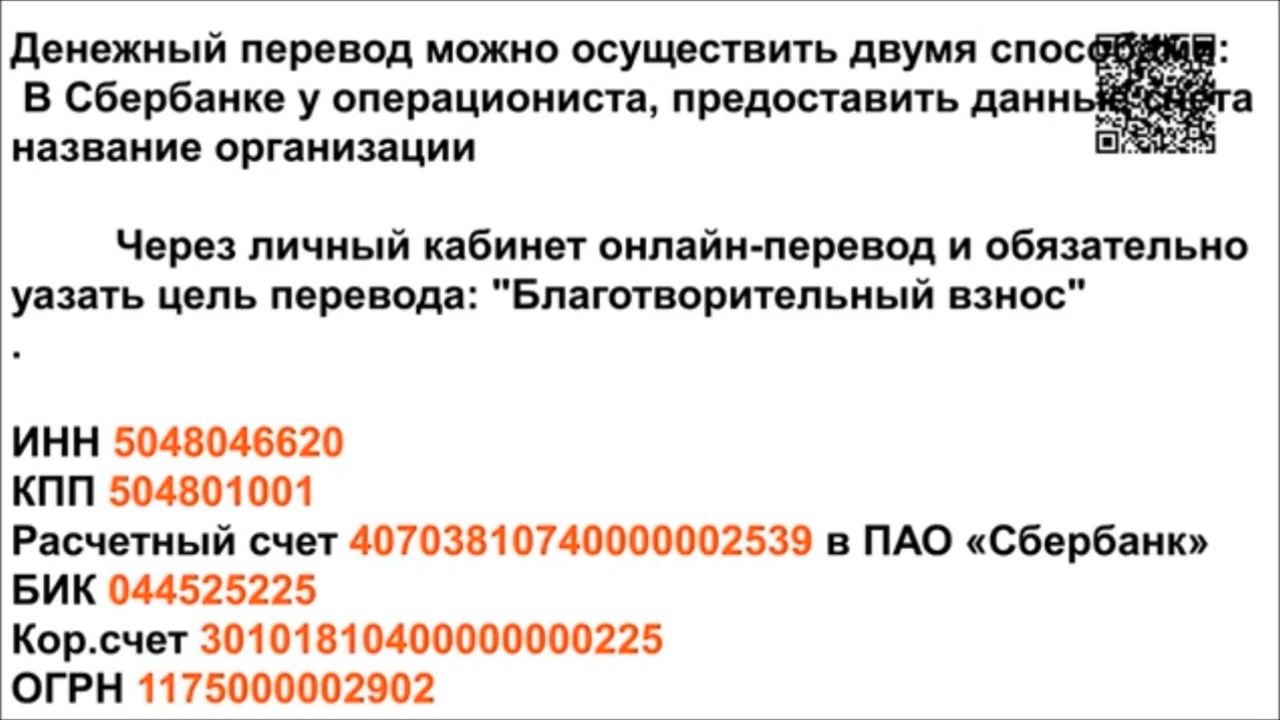 Денежный перевод можно осуществить двумя способами:
В Сбербанке у операциониста, предоставить данные счета
название организации
Через личный кабинет онлайн-перевод и обязательно
уазать цель перевода: "Благотворительный взнос"
.
ИНН 5048046620
КПП 504801001
Расчетный счет 40703810740000002539 в ПАО «Сбербанк»
БИК 044525225
Кор.счет 30101810400000000225
ОГРН 1175000002902